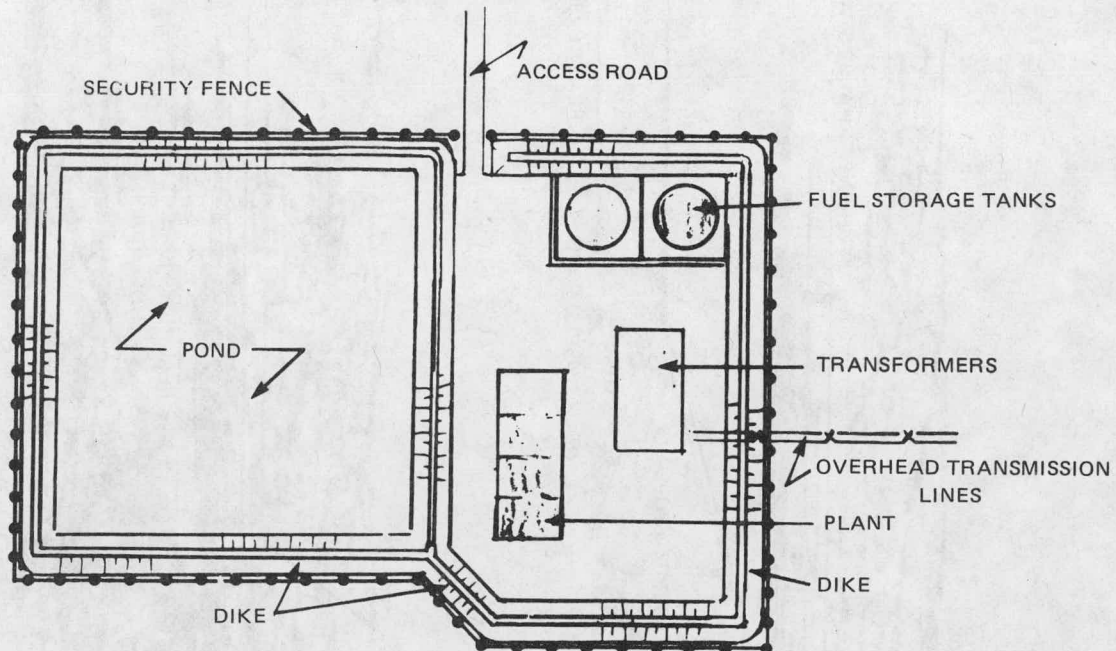 ACCESS ROAD
SECURITY FENCE
FUEL STORAGE TANKS
POND
TRANSFORMERS
OVERHEAD TRANSMISSION
LINES
PLANT
DIKE
DIKE